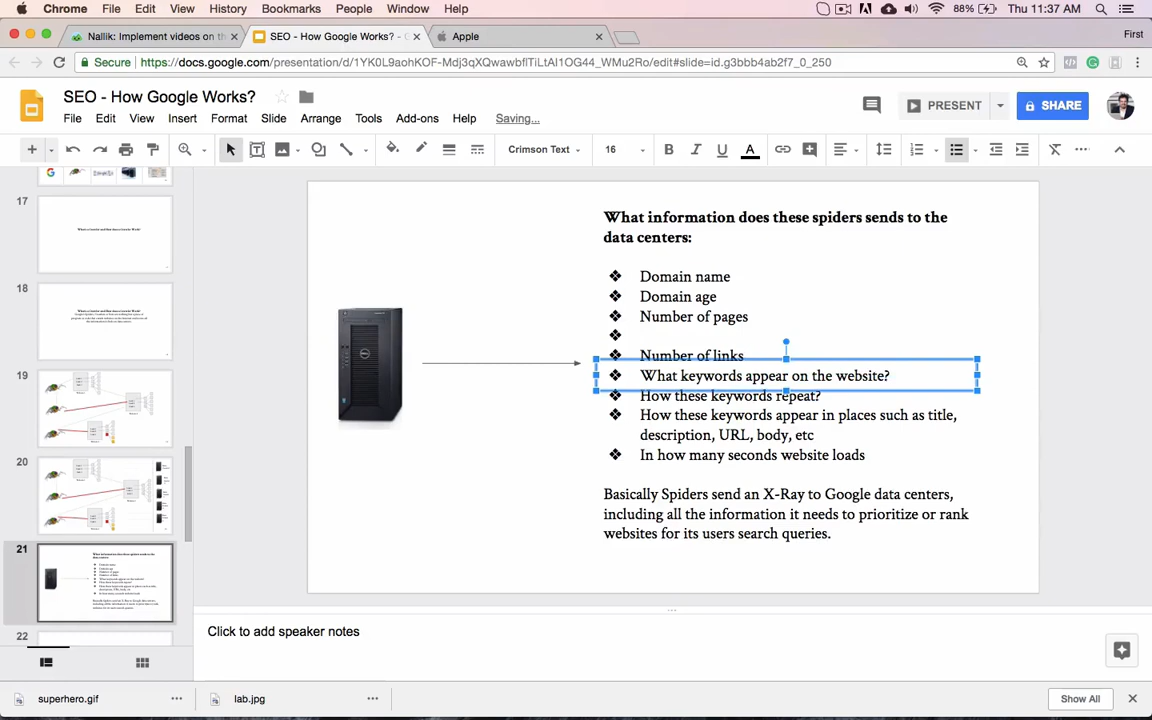 Chrome File Edit View History Bookmarks People Window Help
88% Thu 11:37 AM
Nallik: Implement videos on th
SEO - How Google Works? - G
Apple
First
Secure https://docs.google.com/presentation/d/1YK0L9aohKOF-Mdj3qXQwawbflTiLtAl1OG44_WMu2Ro/edit#slide=id.g3bbb4ab2f7_0_250
SEO - How Google Works?
PRESENT
SHARE
File Edit View Insert Format Slide Arrange Tools Add-ons Help Saving...
Crimson Text 16 B I U A
17
18
19
20
21
22
What information does these spiders sends to the
data centers:
Domain name
Domain age
Number of pages
Number of links
What keywords appear on the website?
How these keywords repeat?
How these keywords appear in places such as title,
description, URL, body, etc
In how many seconds website loads
Basically Spiders send an X-Ray to Google data centers,
including all the information it needs to prioritize or rank
websites for its users search queries.
Click to add speaker notes
superhero.gif
lab.jpg
Show All